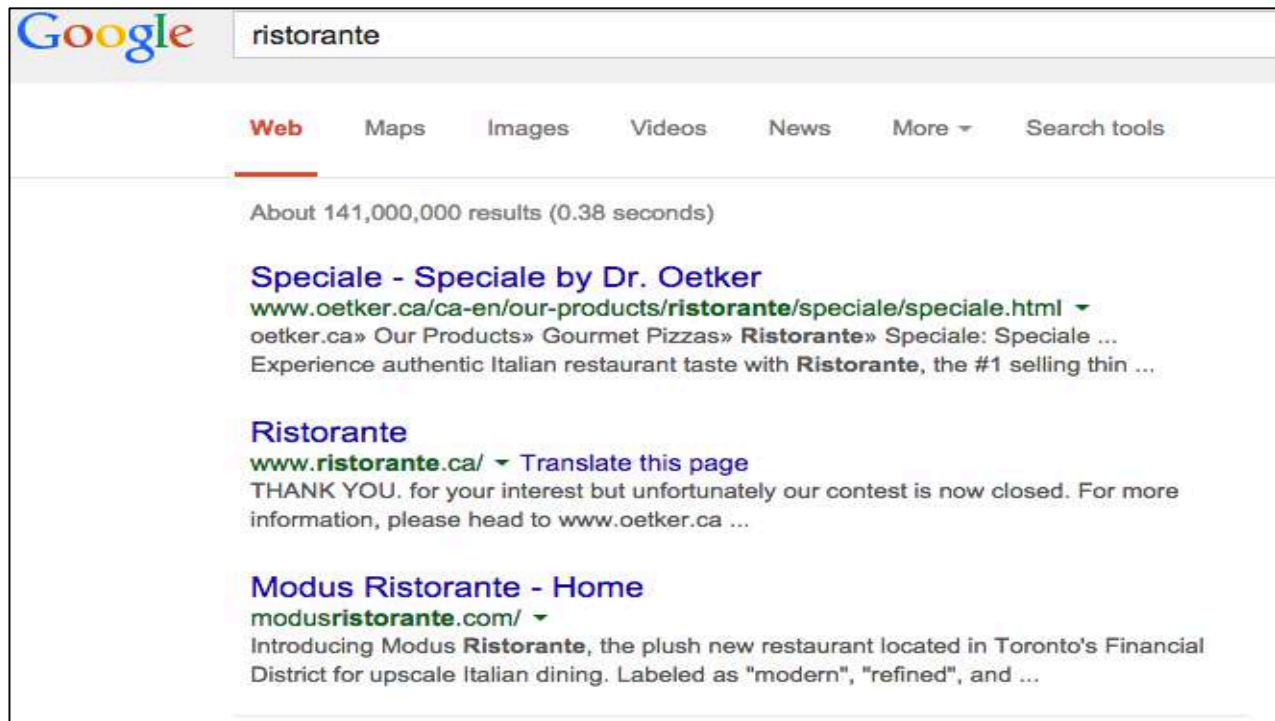 Google ristorante
Web Maps Images Videos News More Search tools
About 141,000,000 results (0.38 seconds)
Speciale - Speciale by Dr. Oetker
www.oetker.ca/ca-en/our-products/ristorante/speciale/speciale.html
oetker.ca» Our Products» Gourmet Pizzas» Ristorante» Speciale: Speciale ...
Experience authentic Italian restaurant taste with Ristorante, the #1 selling thin ...
Ristorante
www.ristorante.ca/ Translate this page
THANK YOU. for your interest but unfortunately our contest is now closed. For more
information, please head to www.oetker.ca ...
Modus Ristorante - Home
modusristorante.com/
Introducing Modus Ristorante, the plush new restaurant located in Toronto's Financial
District for upscale Italian dining. Labeled as "modern", "refined", and ...